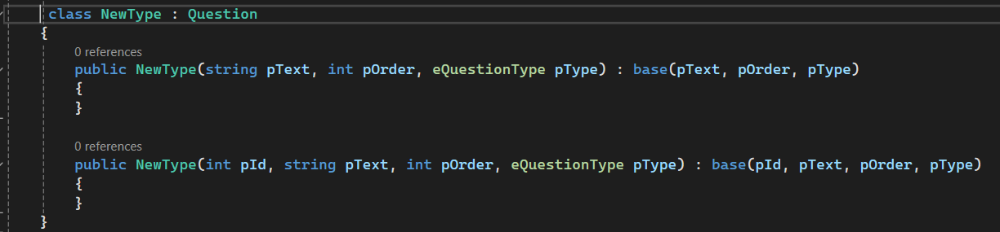 class NewType : Question
{
0 references
public NewType(string pText, int pOrder, eQuestionType pType) : base(pText, pOrder, pType)
{
}
0 references
public NewType(int pId, string pText, int pOrder, eQuestionType pType) : base(pId, pText, pOrder, pType)
{
}
}